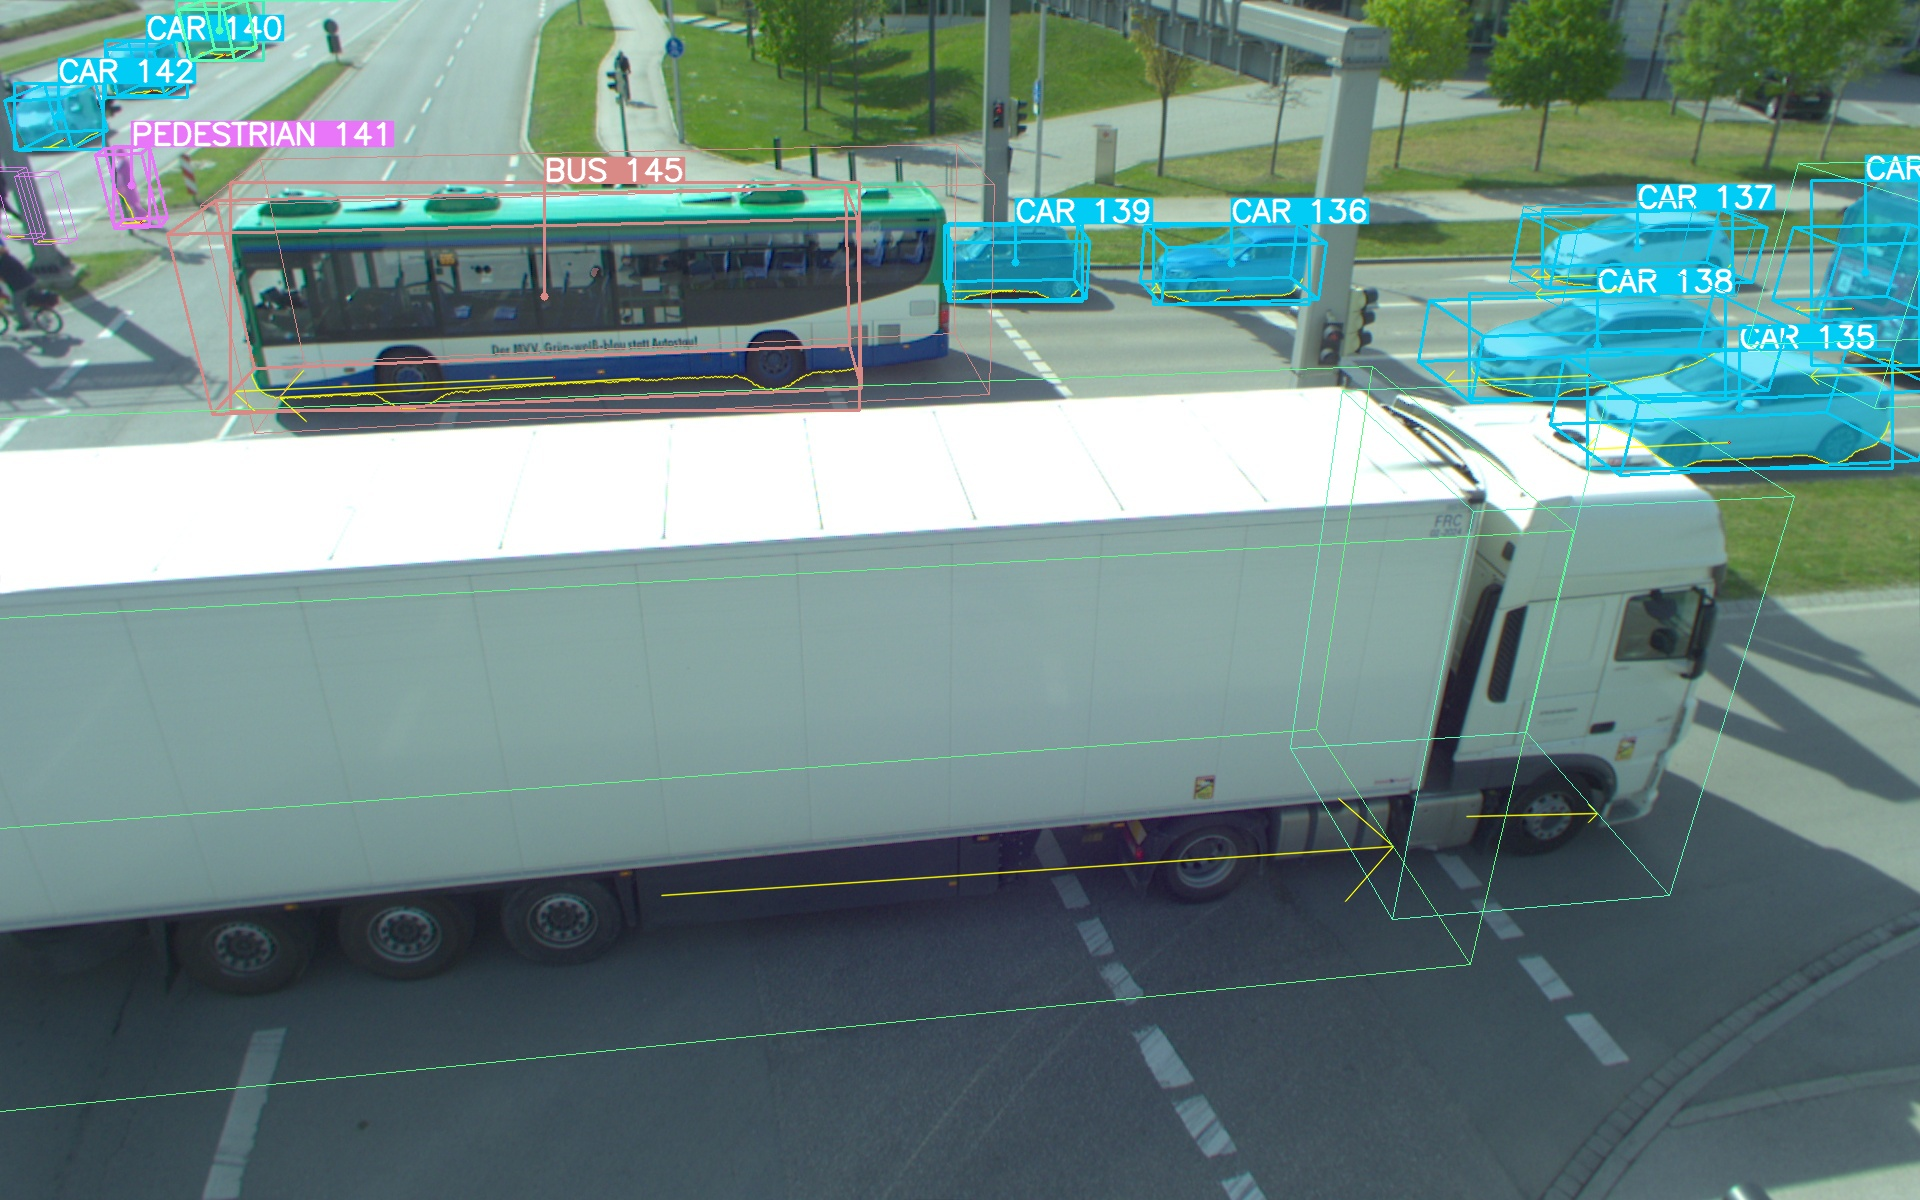 CAR 140
CAR 142
PEDESTRIAN 141
BUS 145
CAR 139
CAR 136
CAR 137
CAR
CAR 138
CAR 135
Der MVV. Grün-weiß-blau statt Autostau!
FRC